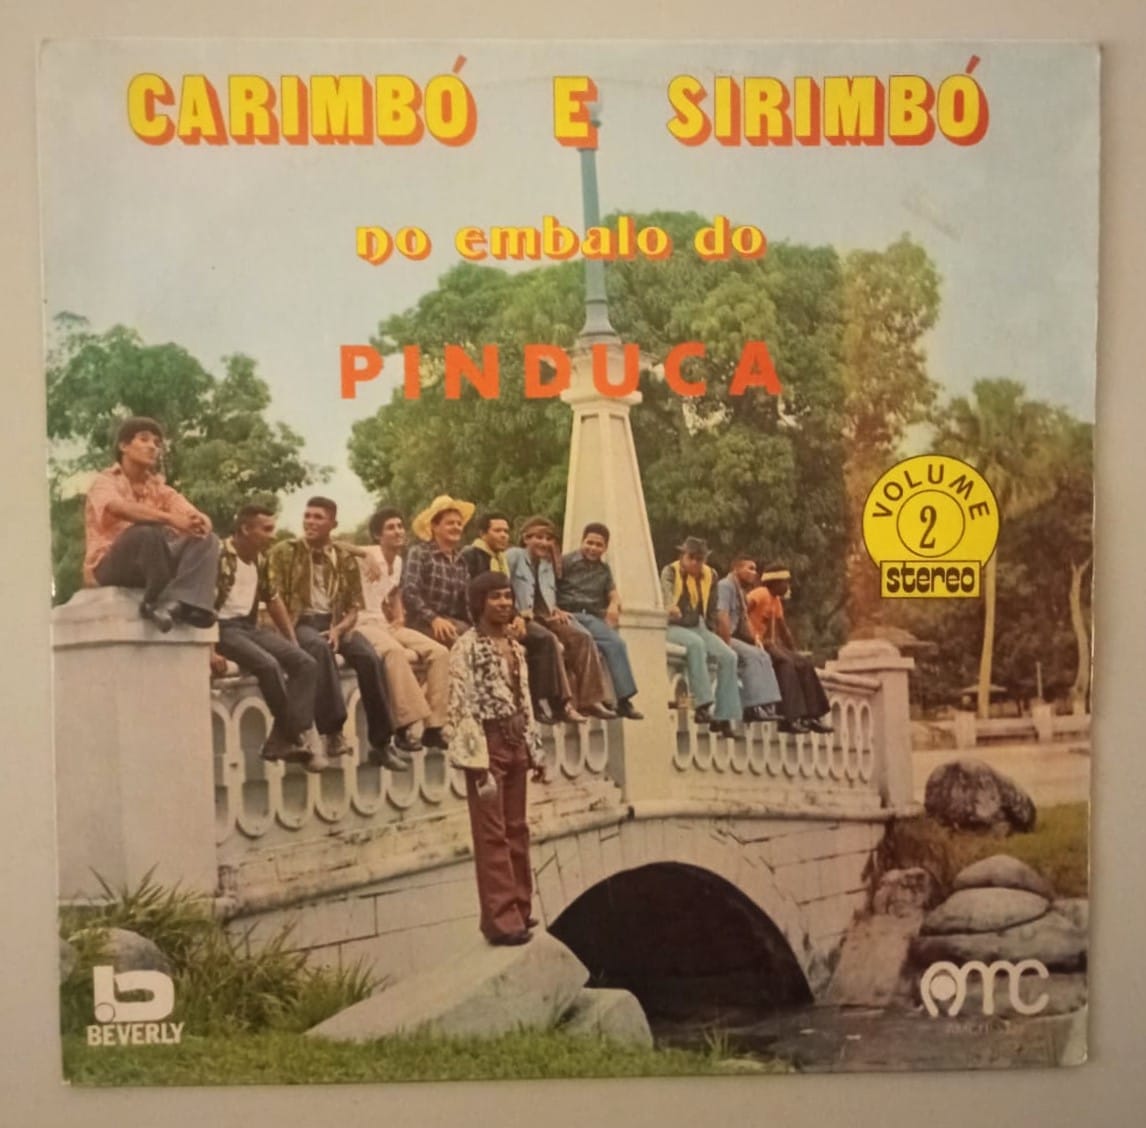 CARIMBÓ E SIRIMBÓ
no embalo do
PINDUCA
VOLUME
2
stereo
b
BEVERLY
AMC